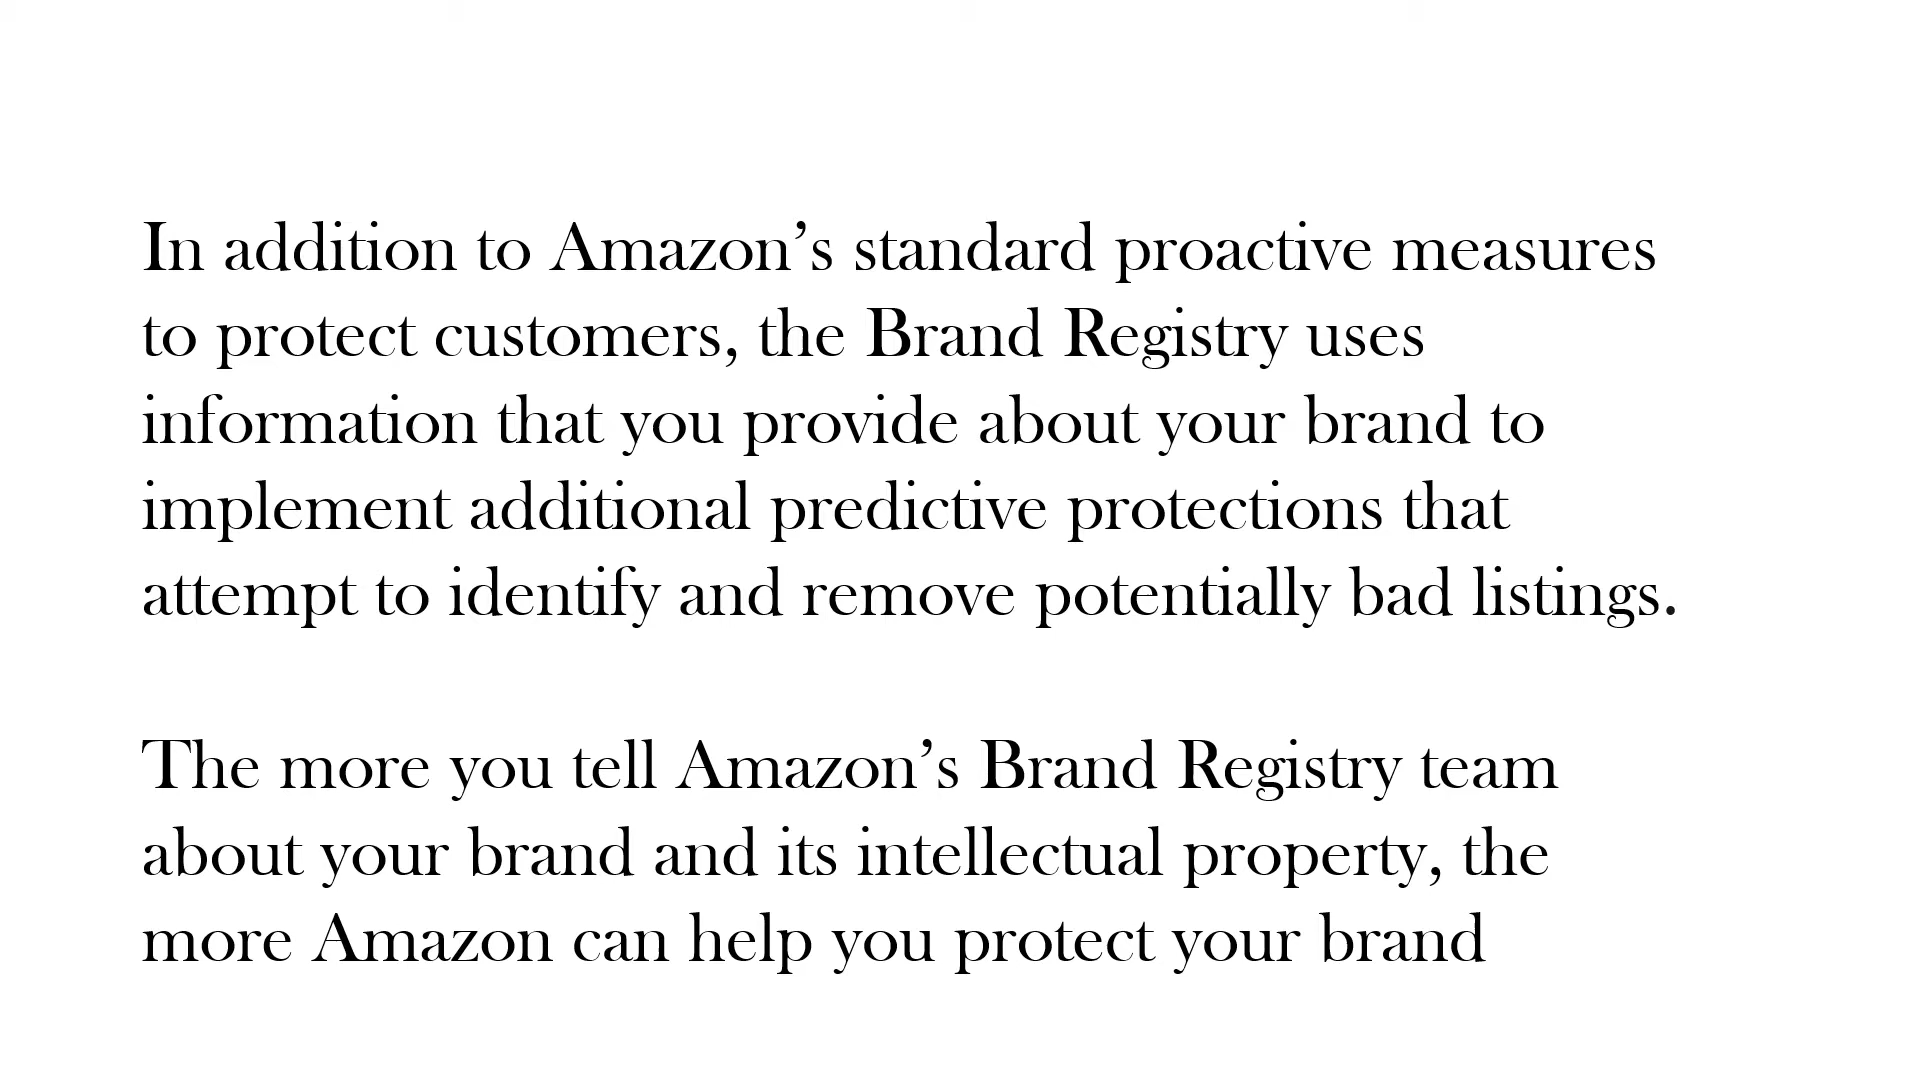 In addition to Amazon’s standard proactive measures
to protect customers, the Brand Registry uses
information that you provide about your brand to
implement additional predictive protections that
attempt to identify and remove potentially bad listings.
The more you tell Amazon’s Brand Registry team
about your brand and its intellectual property, the
more Amazon can help you protect your brand